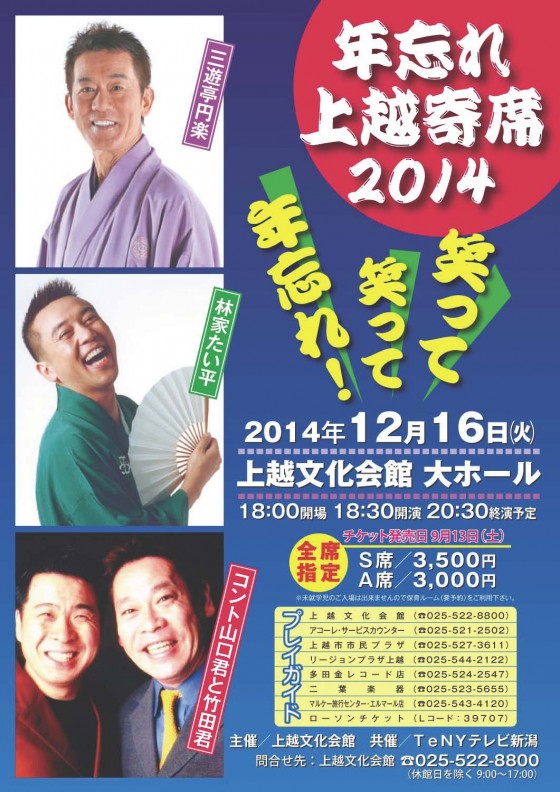 年忘れ
上越寄席
2014
三遊亭円楽
笑って
笑って
年忘れ!
林家たい平
2014年12月16日(火)
上越文化会館 大ホール
18:00開場 18:30開演 20:30終演予定
チケット発売日 9月13日(土)
全席
指定
S席/3,500円
A席/3,000円
※未就学児のご入場は出来ませんので保育ルーム(要予約)をご利用下さい。
コント山口君と竹田君
プレイガイド
上越文化会館 (☎025-522-8800)
アコーレ・サービスカウンター (☎025-521-2502)
上越市市民プラザ (☎025-527-3611)
リージョンプラザ上越 (☎025-544-2122)
多田金レコード店 (☎025-524-2547)
二葉楽器 (☎025-523-5655)
マルケー旅行センター・エルマール店 (☎025-543-4120)
ローソンチケット (Lコード:39707)
主催/上越文化会館 共催/TeNYテレビ新潟
問合せ先:上越文化会館 ☎025-522-8800
(休館日を除く 9:00~17:00)